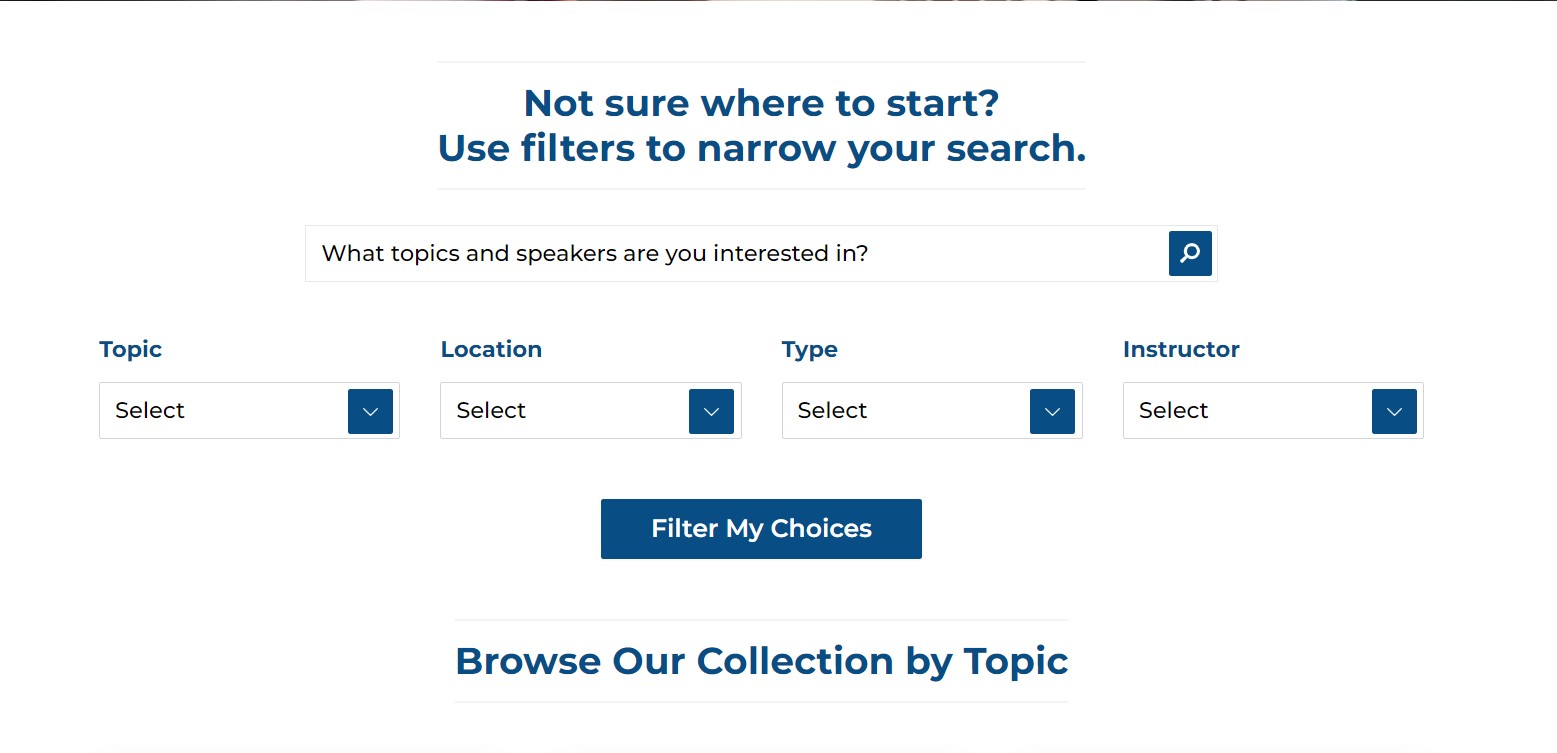 Not sure where to start?
Use filters to narrow your search.
What topics and speakers are you interested in?
Topic
Location
Type
Instructor
Select
Select
Select
Select
Filter My Choices
Browse Our Collection by Topic